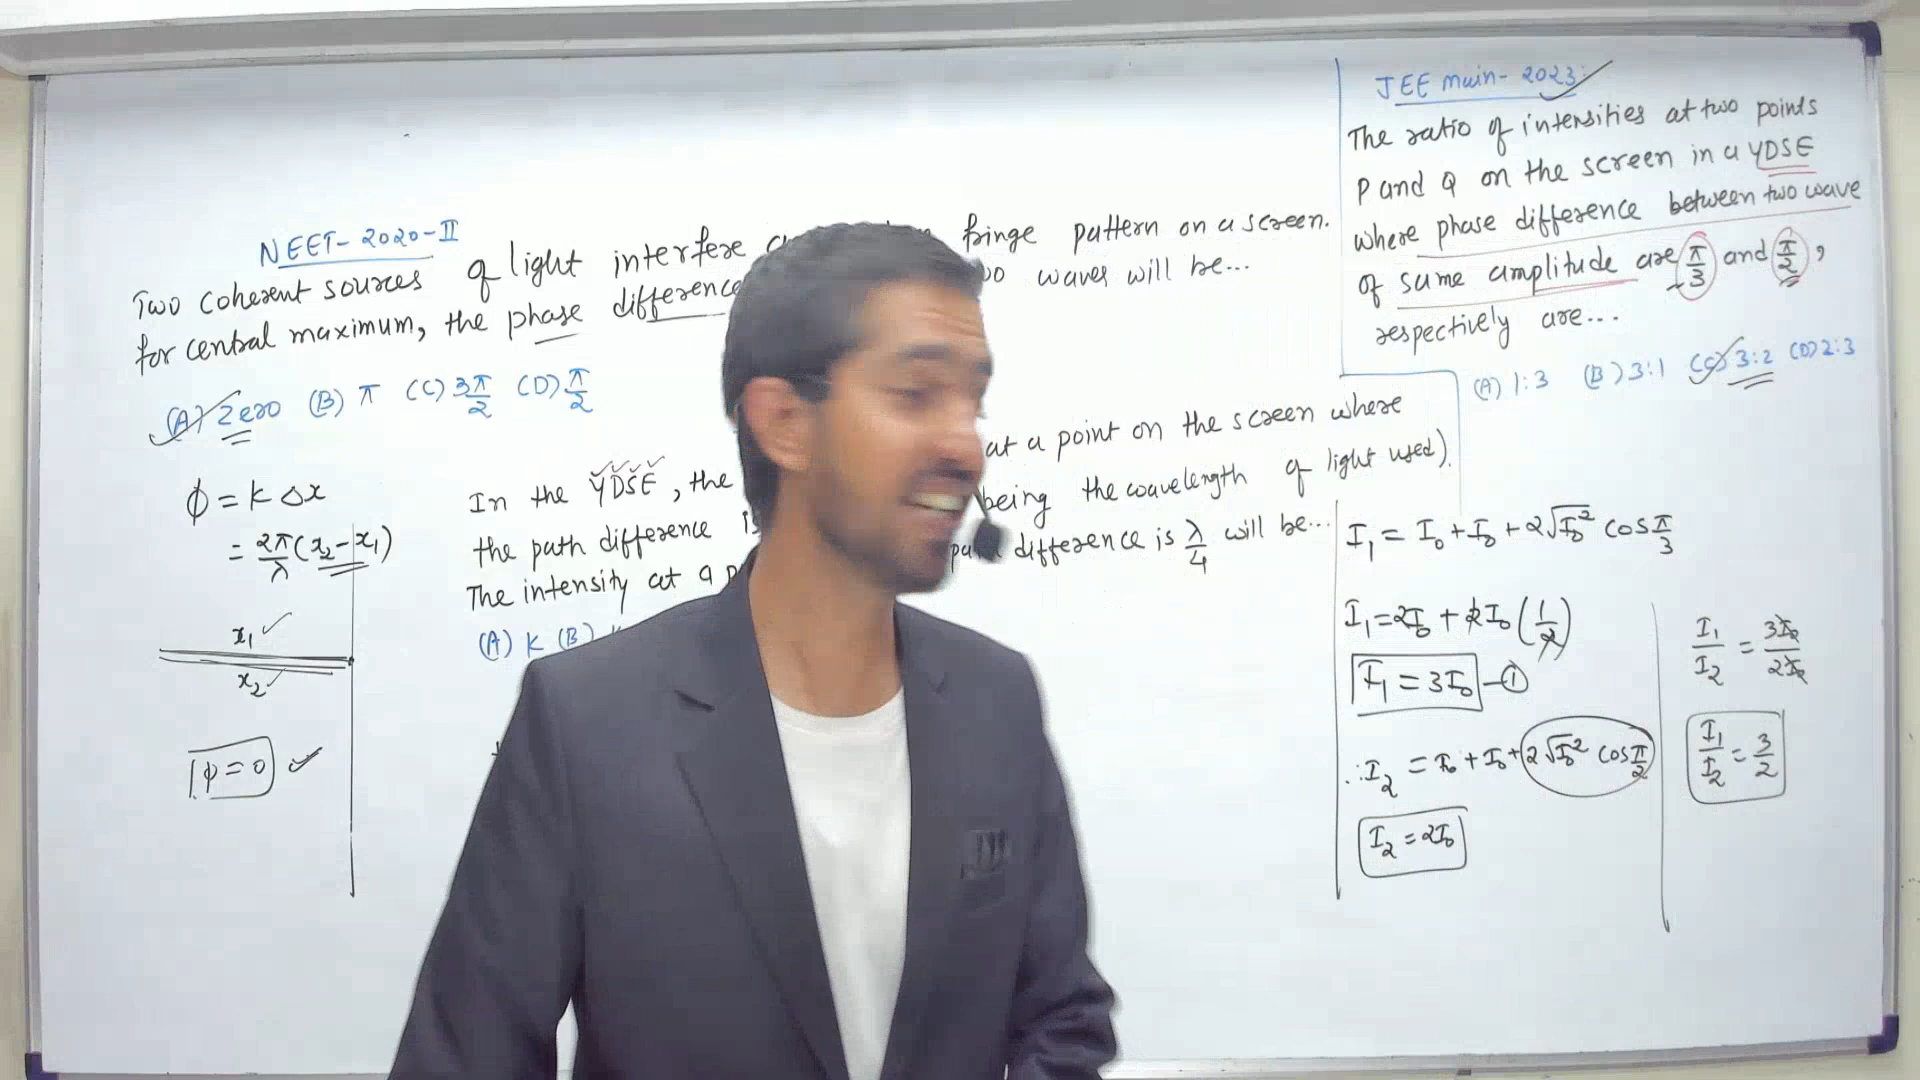 NEET-2020-II
Two coherent sources of light interfere fringe pattern on a screen.
for central maximum, the phase difference waves will be...
(A) Zero (B) π (C) 3π/2 (D) π/2
ϕ = k Δx
= 2π/λ (x₂-x₁)
x₁
x₂
ϕ = 0
In the YDSE, the at a point on the screen where
the path difference is being the wavelength of light used).
The intensity at a difference is λ/4 will be...
(A) K (B)
JEE main-2023:
The ratio of intensities at two points
P and Q on the screen in a YDSE
where phase difference between two wave
of same amplitude are π/3 and π/2,
respectively are...
(A) 1:3 (B) 3:1 (C) 3:2 (D) 2:3
I₁ = I₀+I₀+2√I₀² cos π/3
I₁=2I₀+2I₀(1/2)
I₁ = 3I₀ -①
∴I₂ = I₀+I₀+2√I₀² cos π/2
I₂ = 2I₀
I₁/I₂ = 3I₀/2I₀
I₁/I₂ = 3/2